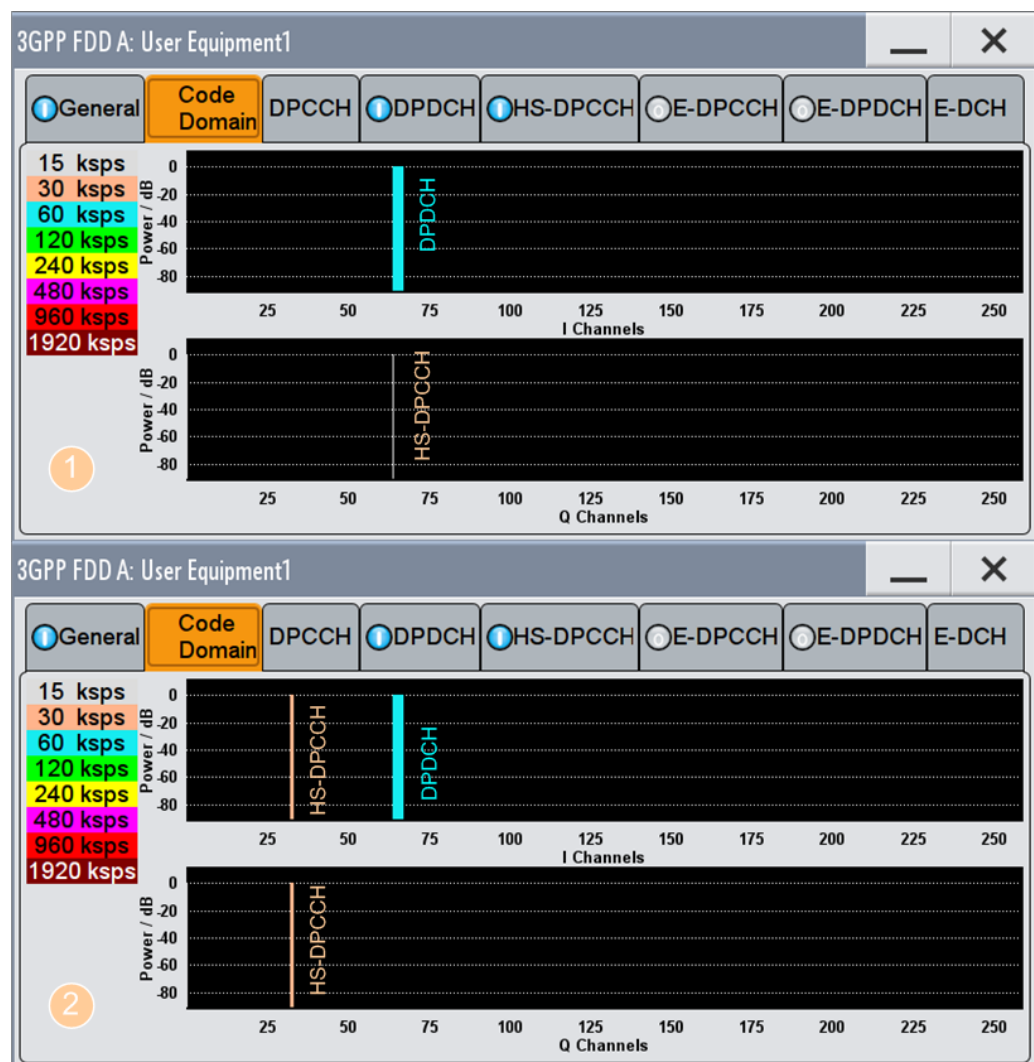 3GPP FDD A: User Equipment1
General
Code Domain
DPCCH
DPDCH
HS-DPCCH
E-DPCCH
E-DPDCH
E-DCH
15 ksps
30 ksps
60 ksps
120 ksps
240 ksps
480 ksps
960 ksps
1920 ksps
Power / dB
0
-20
-40
-60
-80
DPDCH
25 50 75 100 125 150 175 200 225 250
I Channels
Power / dB
0
-20
-40
-60
-80
HS-DPCCH
25 50 75 100 125 150 175 200 225 250
Q Channels
1
3GPP FDD A: User Equipment1
General
Code Domain
DPCCH
DPDCH
HS-DPCCH
E-DPCCH
E-DPDCH
E-DCH
15 ksps
30 ksps
60 ksps
120 ksps
240 ksps
480 ksps
960 ksps
1920 ksps
Power / dB
0
-20
-40
-60
-80
HS-DPCCH
DPDCH
25 50 75 100 125 150 175 200 225 250
I Channels
Power / dB
0
-20
-40
-60
-80
HS-DPCCH
25 50 75 100 125 150 175 200 225 250
Q Channels
2